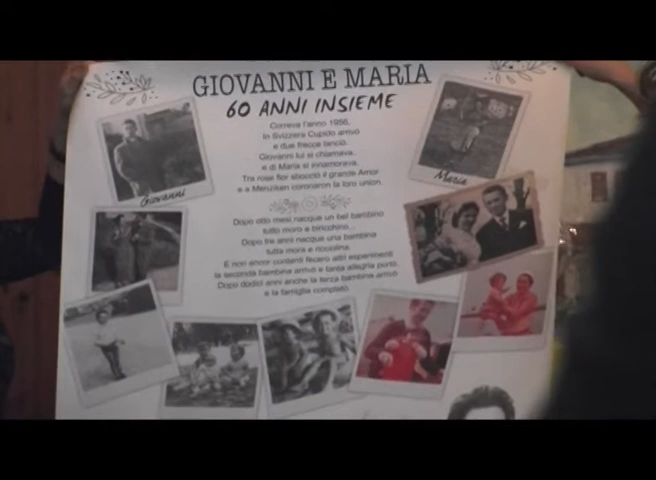 GIOVANNI E MARIA
60 ANNI INSIEME
Correva l'anno 1956,
in Svizzera Cupido arrivò
e due frecce lanciò.
Giovanni lui si chiamava..
e di Maria si innamorava.
Tra rose fior sbocciò il grande Amor
e a Menziken coronaron la loro union.
Giovanni
Maria
Dopo otto mesi nacque un bel bambino
tutto moro e biricchino...
Dopo tre anni nacque una bambina
tutta mora e ricciolina.
E non ancor contenti fecero altri esperimenti
la seconda bambina arrivò e tanta allegria portò.
Dopo dodici anni anche la terza bambina arrivò
e la famiglia completò.